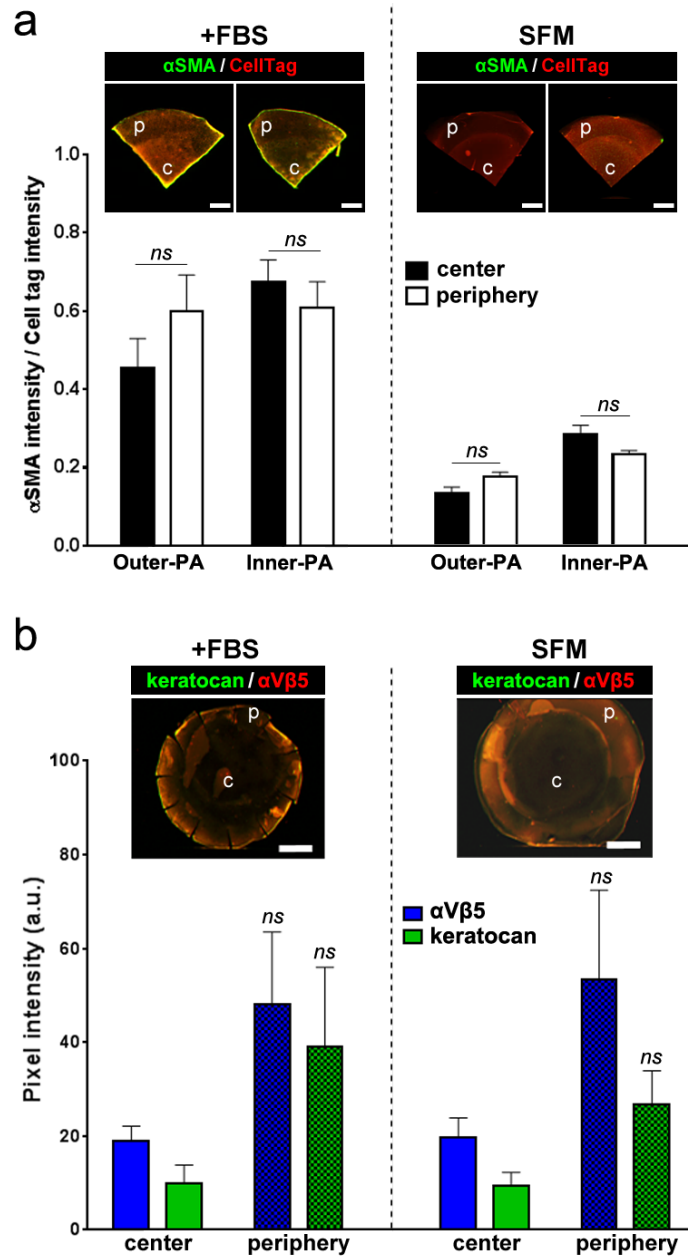 a
+FBS
SFM
αSMA / CellTag
αSMA / CellTag
p
c
p
c
p
c
p
c
1.0
0.8
0.6
0.4
0.2
0.0
αSMA intensity / Cell tag intensity
ns
ns
center
periphery
ns
ns
Outer-PA
Inner-PA
Outer-PA
Inner-PA
b
+FBS
SFM
keratocan / αVβ5
keratocan / αVβ5
p
c
p
c
100
80
60
40
20
0
Pixel intensity (a.u.)
αVβ5
keratocan
ns
ns
ns
ns
center
periphery
center
periphery